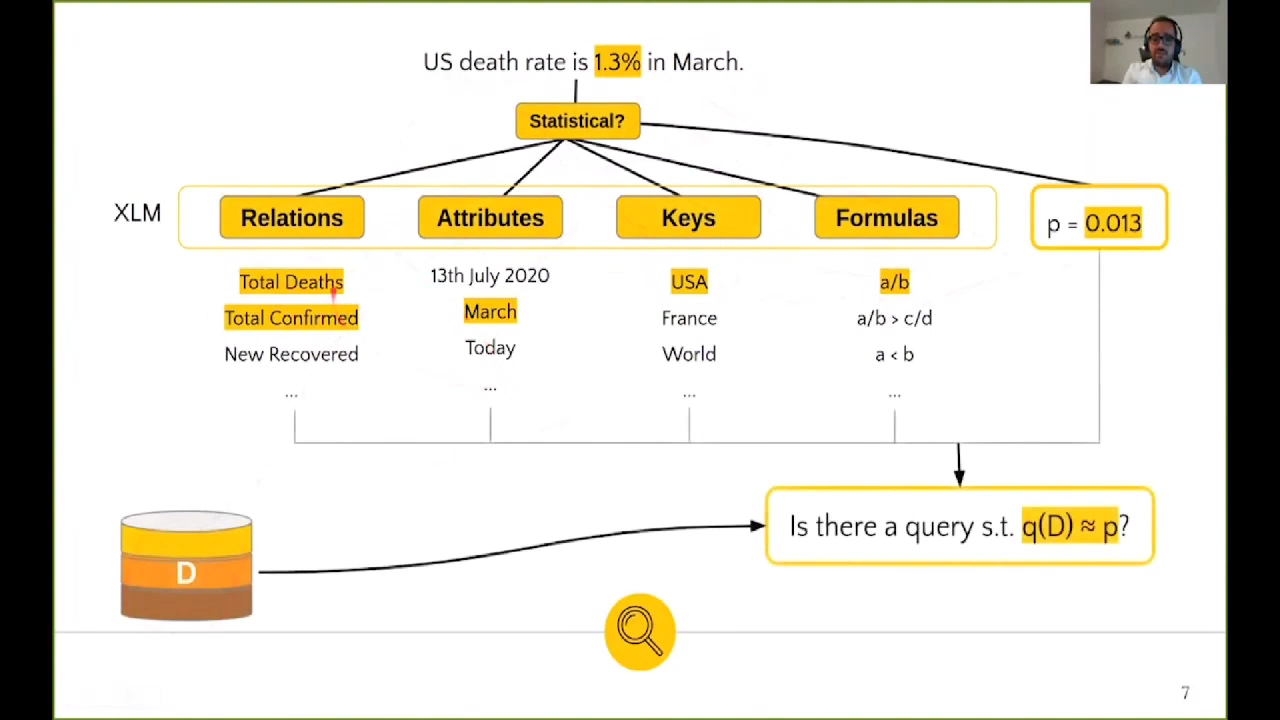 US death rate is 1.3% in March.
Statistical?
XLM
Relations
Attributes
Keys
Formulas
p = 0.013
Total Deaths
13th July 2020
USA
a/b
Total Confirmed
March
France
a/b > c/d
New Recovered
Today
World
a < b
...
...
...
...
Is there a query s.t. q(D) ≈ p?
D
7